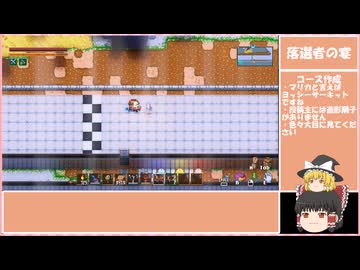 落選者の宴
コース作成
・マリカと言えば
ヨッシーサーキット
ですね
・投稿主には造形騎子
がありません
・色々大目に見てくだ
さい